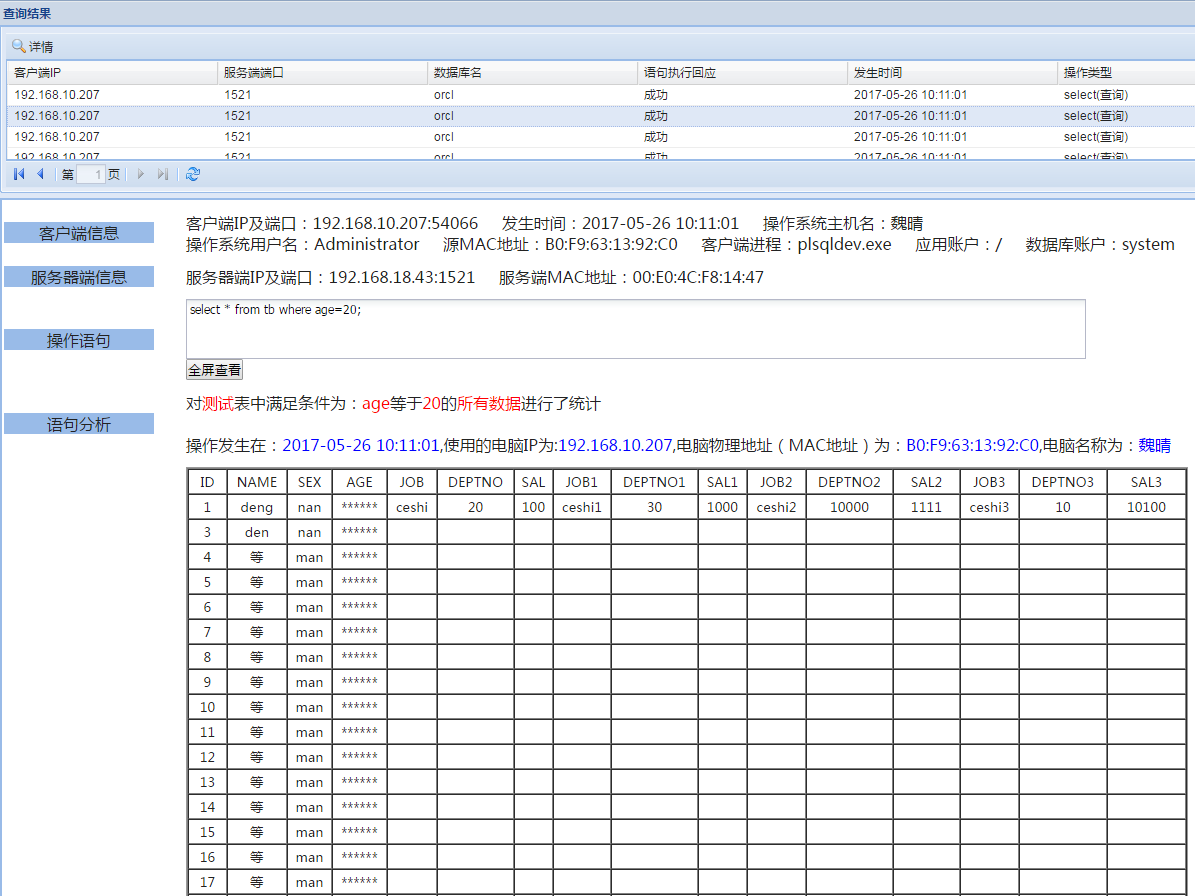 查询结果
详情
客户端IP 服务端端口 数据库名 语句执行回应 发生时间 操作类型
192.168.10.207 1521 orcl 成功 2017-05-26 10:11:01 select(查询)
192.168.10.207 1521 orcl 成功 2017-05-26 10:11:01 select(查询)
192.168.10.207 1521 orcl 成功 2017-05-26 10:11:01 select(查询)
192.168.10.207 1521 orcl 成功 2017-05-26 10:11:01 select(查询)
第 1 页
客户端信息 客户端IP及端口：192.168.10.207:54066 发生时间：2017-05-26 10:11:01 操作系统主机名：魏晴
操作系统用户名：Administrator 源MAC地址：B0:F9:63:13:92:C0 客户端进程：plsqldev.exe 应用账户：/ 数据库账户：system
服务器端信息 服务器端IP及端口：192.168.18.43:1521 服务端MAC地址：00:E0:4C:F8:14:47
操作语句 select * from tb where age=20;
全屏查看
语句分析 对测试表中满足条件为：age等于20的所有数据进行了统计
操作发生在：2017-05-26 10:11:01,使用的电脑IP为:192.168.10.207,电脑物理地址（MAC地址）为：B0:F9:63:13:92:C0,电脑名称为：魏晴
ID NAME SEX AGE JOB DEPTNO SAL JOB1 DEPTNO1 SAL1 JOB2 DEPTNO2 SAL2 JOB3 DEPTNO3 SAL3
1 deng nan ****** ceshi 20 100 ceshi1 30 1000 ceshi2 10000 1111 ceshi3 10 10100
3 den nan ******
4 等 man ******
5 等 man ******
6 等 man ******
7 等 man ******
8 等 man ******
9 等 man ******
10 等 man ******
11 等 man ******
12 等 man ******
13 等 man ******
14 等 man ******
15 等 man ******
16 等 man ******
17 等 man ******